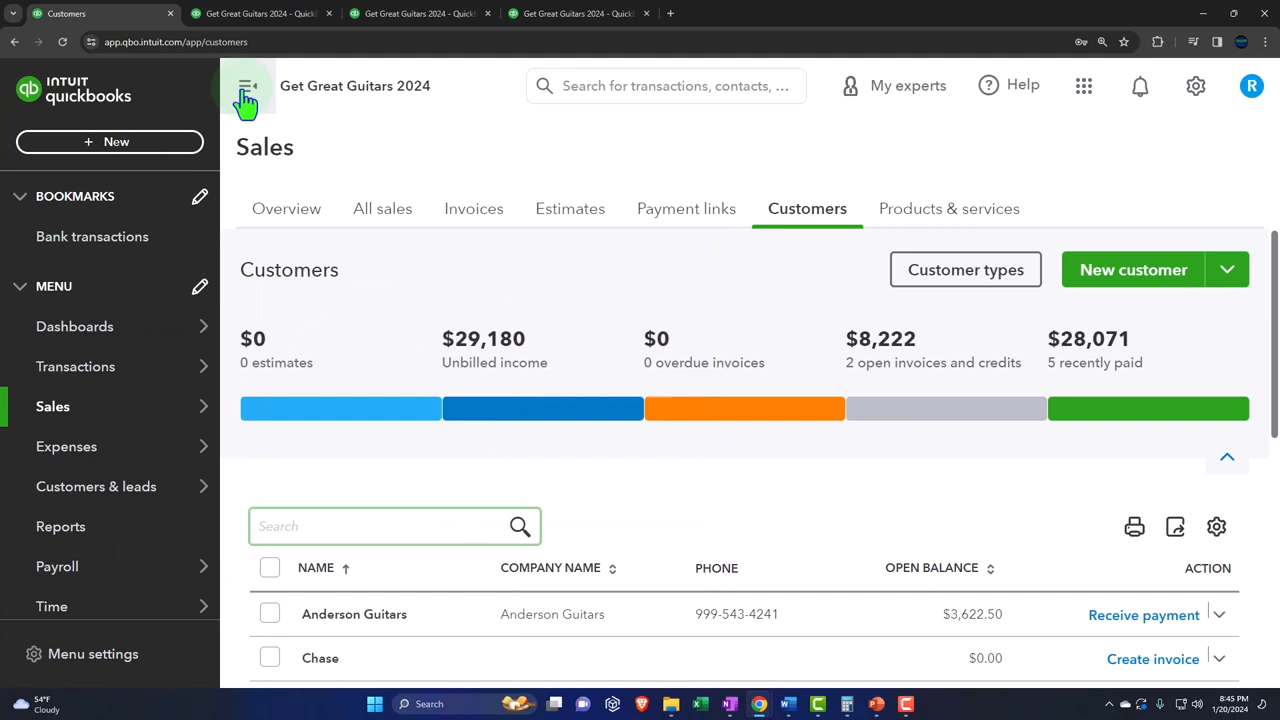 Customers
Get Great Guitars 2024 - QuickB
Get Great Guitars 2024 - QuickB
Get Great Guitars 2024 - QuickB
app.qbo.intuit.com/app/customers
INTUIT
quickbooks
qb
Get Great Guitars 2024
Search for transactions, contacts, ...
My experts
Help
R
+ New
Sales
BOOKMARKS
Bank transactions
MENU
Dashboards
Transactions
Sales
Expenses
Customers & leads
Reports
Payroll
Time
Menu settings
Overview
All sales
Invoices
Estimates
Payment links
Customers
Products & services
Customers
Customer types
New customer
$0
0 estimates
$29,180
Unbilled income
$0
0 overdue invoices
$8,222
2 open invoices and credits
$28,071
5 recently paid
Search
NAME
COMPANY NAME
PHONE
OPEN BALANCE
ACTION
Anderson Guitars
Anderson Guitars
999-543-4241
$3,622.50
Receive payment
Chase
$0.00
Create invoice
54°F
Cloudy
Search
8:45 PM
1/20/2024